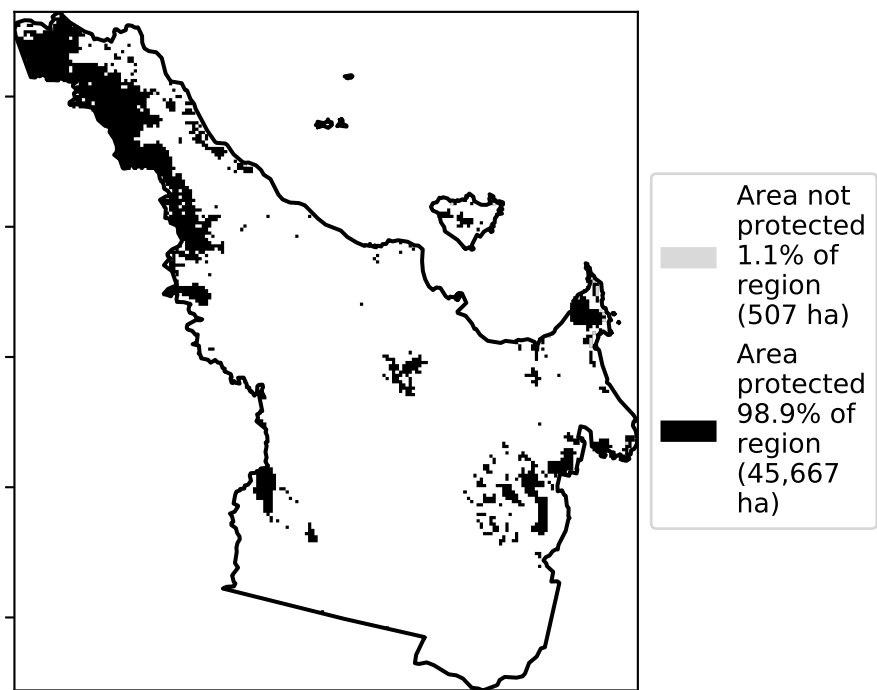 Area not
protected
1.1% of
region
(507 ha)
Area
protected
98.9% of
region
(45,667
ha)